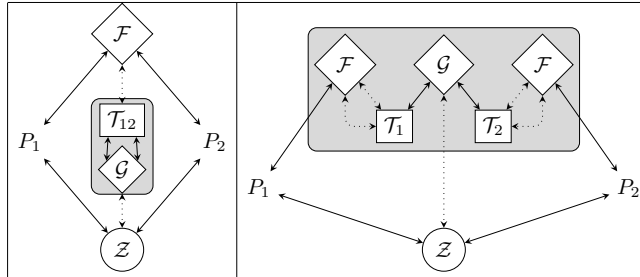 𝓕
𝓣₁₂
P₁ P₂
𝓖
𝓩
𝓕 𝓖 𝓕
𝓣₁ 𝓣₂
P₁ P₂
𝓩